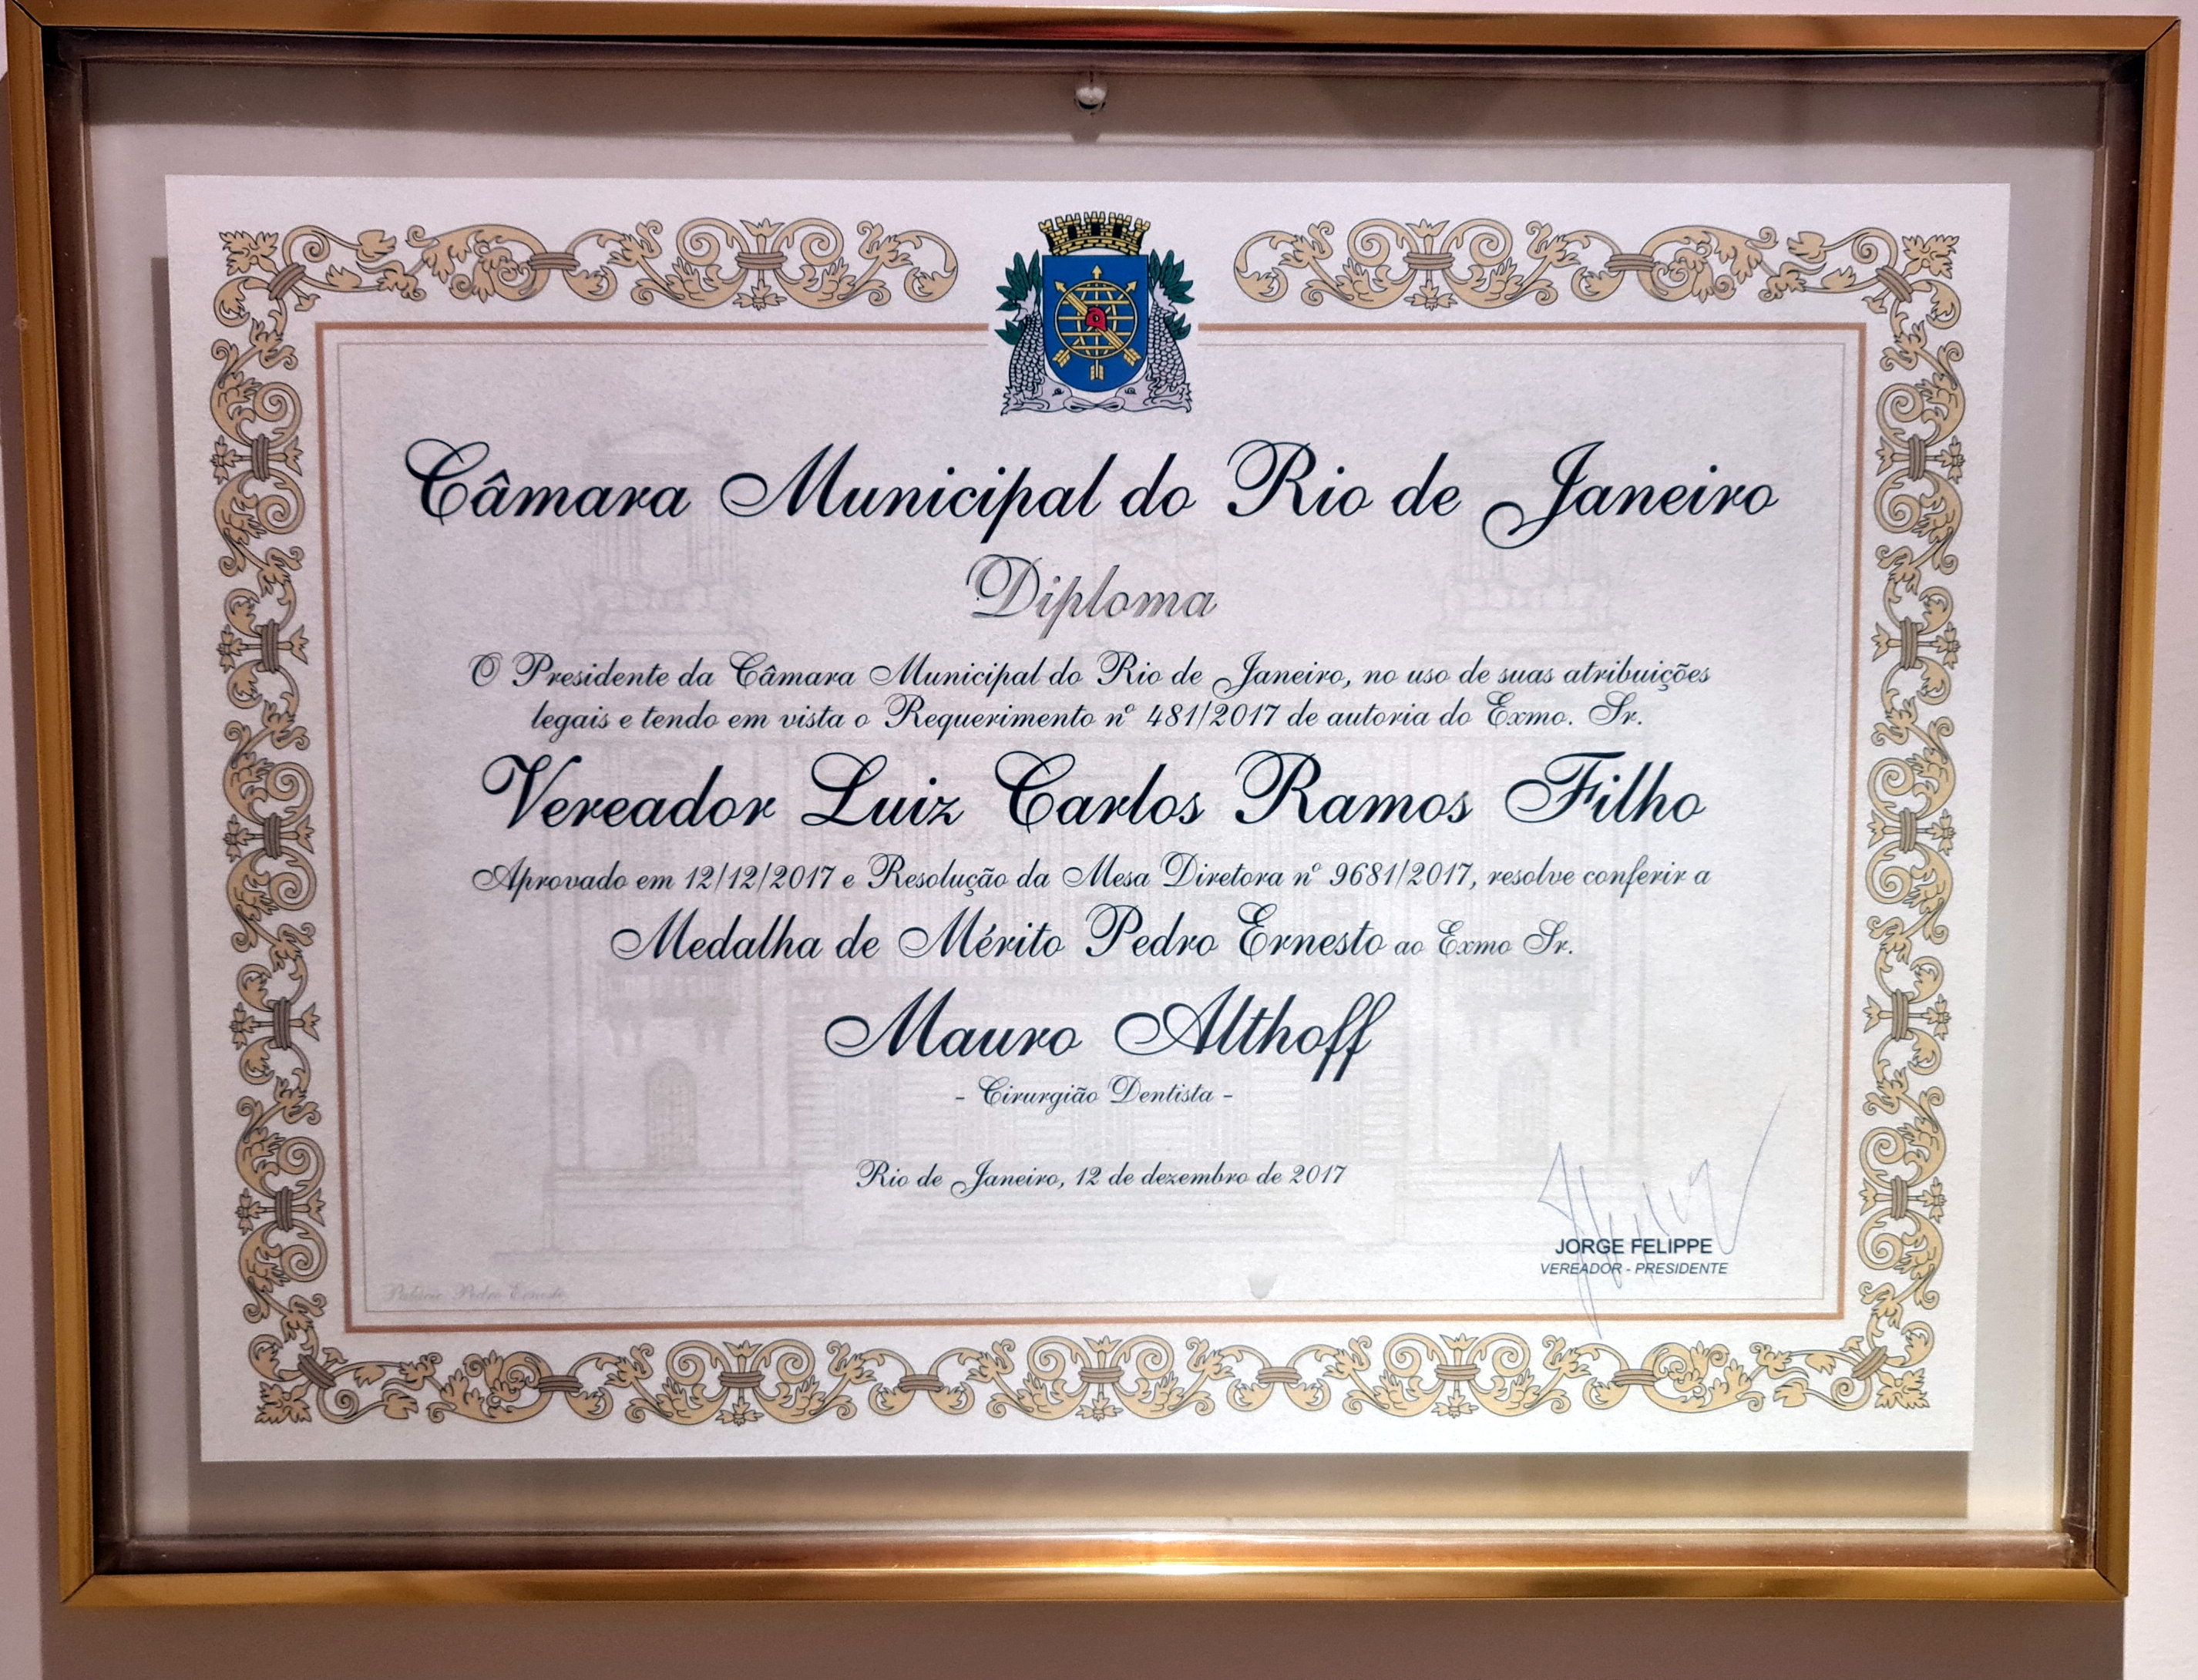 Câmara Municipal do Rio de Janeiro
Diploma
O Presidente da Câmara Municipal do Rio de Janeiro, no uso de suas atribuições
legais e tendo em vista o Requerimento nº 481/2017 de autoria do Exmo. Sr.
Vereador Luiz Carlos Ramos Filho
Aprovado em 12/12/2017 e Resolução da Mesa Diretora nº 9681/2017, resolve conferir a
Medalha de Mérito Pedro Ernesto ao Exmo Sr.
Mauro Althoff
- Cirurgião Dentista -
Rio de Janeiro, 12 de dezembro de 2017
JORGE FELIPPE
VEREADOR - PRESIDENTE
Palácio Pedro Ernesto